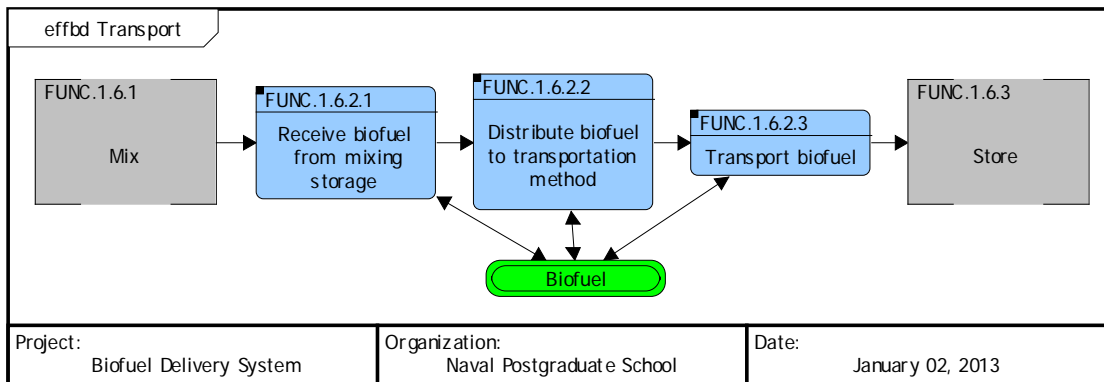 effbd Transport
FUNC.1.6.1
Mix
FUNC.1.6.2.1
Receive biofuel
from mixing
storage
FUNC.1.6.2.2
Distribute biofuel
to transportation
method
FUNC.1.6.2.3
Transport biofuel
FUNC.1.6.3
Store
Biofuel
Project:
Biofuel Delivery System
Organization:
Naval Postgraduate School
Date:
January 02, 2013